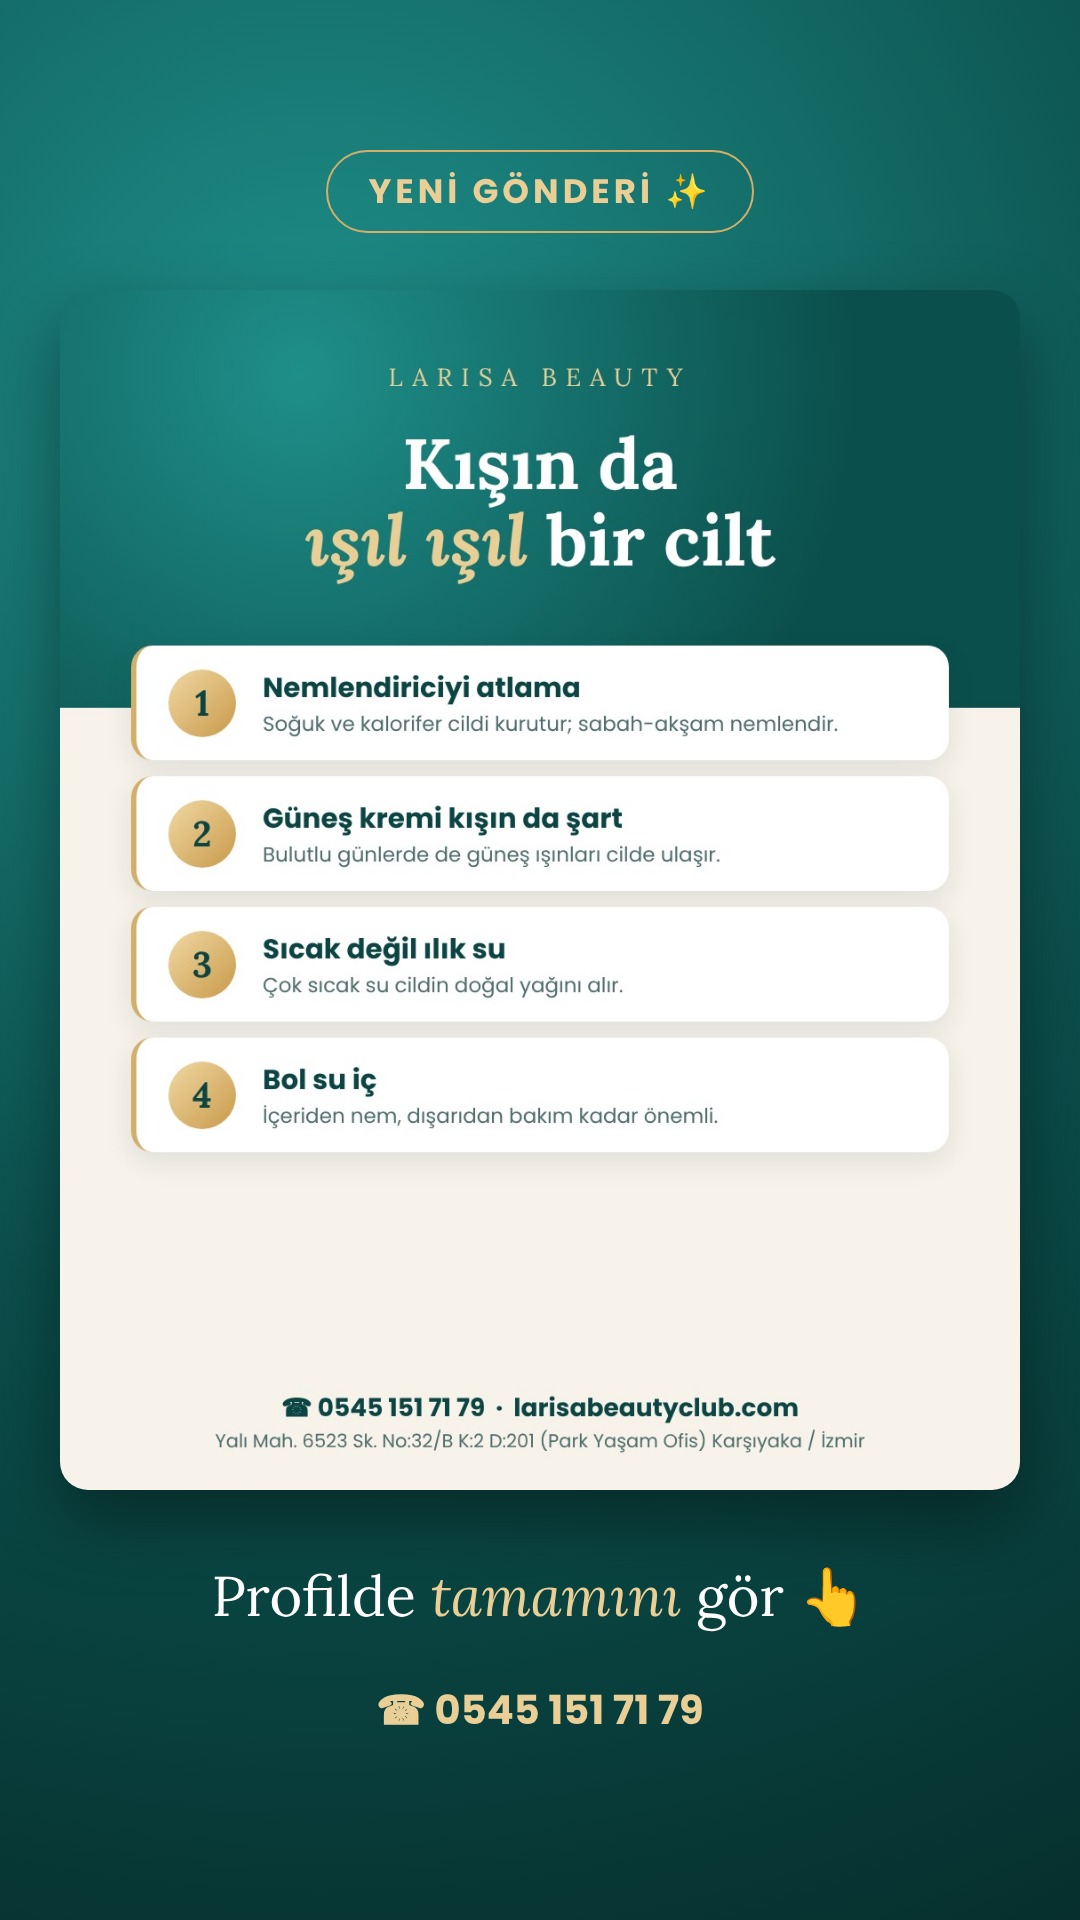 YENİ GÖNDERİ ✨
LARISA BEAUTY
Kışın da
ışıl ışıl bir cilt
1
Nemlendiriciyi atlama
Soğuk ve kalorifer cildi kurutur; sabah-akşam nemlendir.
2
Güneş kremi kışın da şart
Bulutlu günlerde de güneş ışınları cilde ulaşır.
3
Sıcak değil ılık su
Çok sıcak su cildin doğal yağını alır.
4
Bol su iç
İçeriden nem, dışarıdan bakım kadar önemli.
☎ 0545 151 71 79 · larisabeautyclub.com
Yalı Mah. 6523 Sk. No:32/B K:2 D:201 (Park Yaşam Ofis) Karşıyaka / İzmir
Profilde tamamını gör 👆
☎ 0545 151 71 79